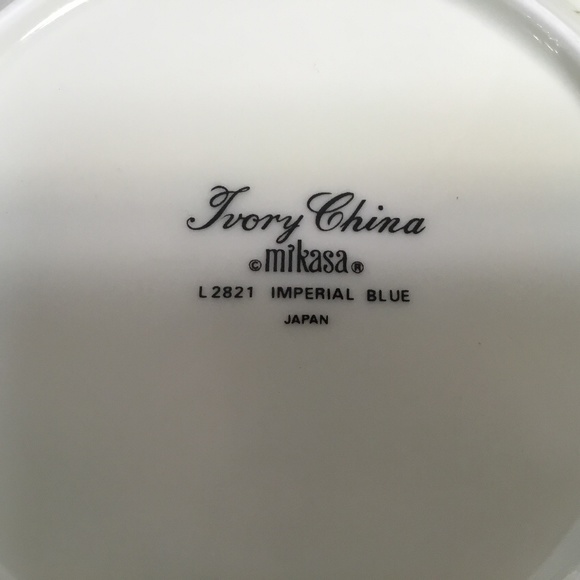 Ivory China
©mikasa®
L2821 IMPERIAL BLUE
JAPAN